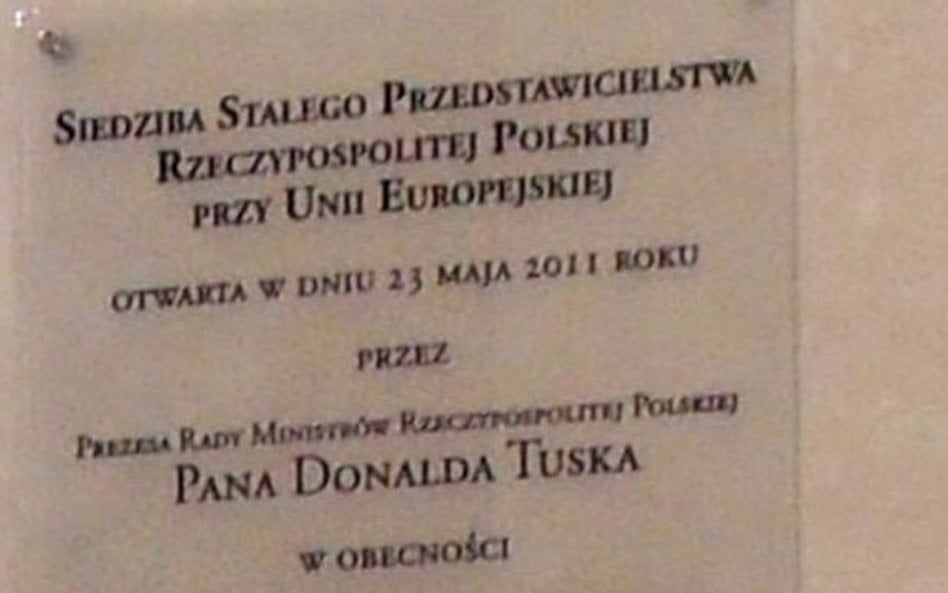 Siedziba Stałego Przedstawicielstwa
Rzeczypospolitej Polskiej
przy Unii Europejskiej
otwarta w dniu 23 maja 2011 roku
przez
Prezesa Rady Ministrów Rzeczypospolitej Polskiej
Pana Donalda Tuska
w obecności